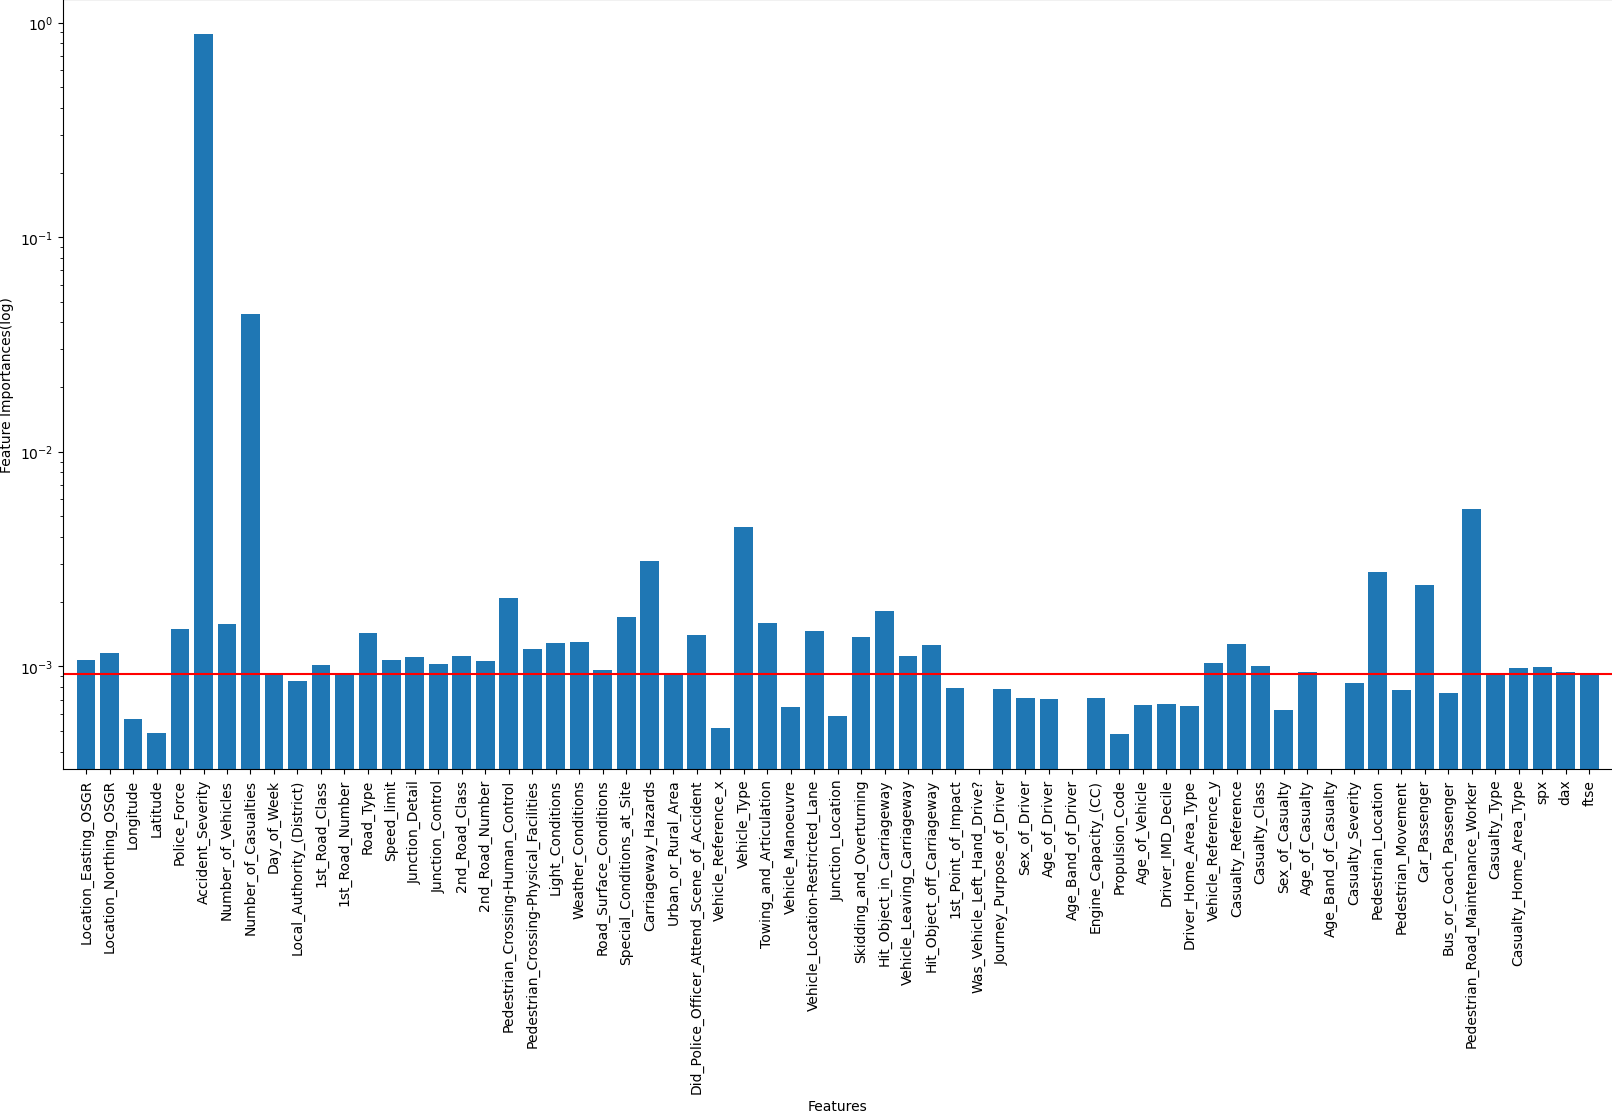 10⁰
10⁻¹
10⁻²
10⁻³
Feature Importances(log)
Location_Easting_OSGR
Location_Northing_OSGR
Longitude
Latitude
Police_Force
Accident_Severity
Number_of_Vehicles
Number_of_Casualties
Day_of_Week
Local_Authority_(District)
1st_Road_Class
1st_Road_Number
Road_Type
Speed_limit
Junction_Detail
Junction_Control
2nd_Road_Class
2nd_Road_Number
Pedestrian_Crossing-Human_Control
Pedestrian_Crossing-Physical_Facilities
Light_Conditions
Weather_Conditions
Road_Surface_Conditions
Special_Conditions_at_Site
Carriageway_Hazards
Urban_or_Rural_Area
Did_Police_Officer_Attend_Scene_of_Accident
Vehicle_Reference_x
Vehicle_Type
Towing_and_Articulation
Vehicle_Manoeuvre
Vehicle_Location-Restricted_Lane
Junction_Location
Skidding_and_Overturning
Hit_Object_in_Carriageway
Vehicle_Leaving_Carriageway
Hit_Object_off_Carriageway
1st_Point_of_Impact
Was_Vehicle_Left_Hand_Drive?
Journey_Purpose_of_Driver
Sex_of_Driver
Age_of_Driver
Age_Band_of_Driver
Engine_Capacity_(CC)
Propulsion_Code
Age_of_Vehicle
Driver_IMD_Decile
Driver_Home_Area_Type
Vehicle_Reference_y
Casualty_Reference
Casualty_Class
Sex_of_Casualty
Age_of_Casualty
Age_Band_of_Casualty
Casualty_Severity
Pedestrian_Location
Pedestrian_Movement
Car_Passenger
Bus_or_Coach_Passenger
Pedestrian_Road_Maintenance_Worker
Casualty_Type
Casualty_Home_Area_Type
spx
dax
ftse
Features